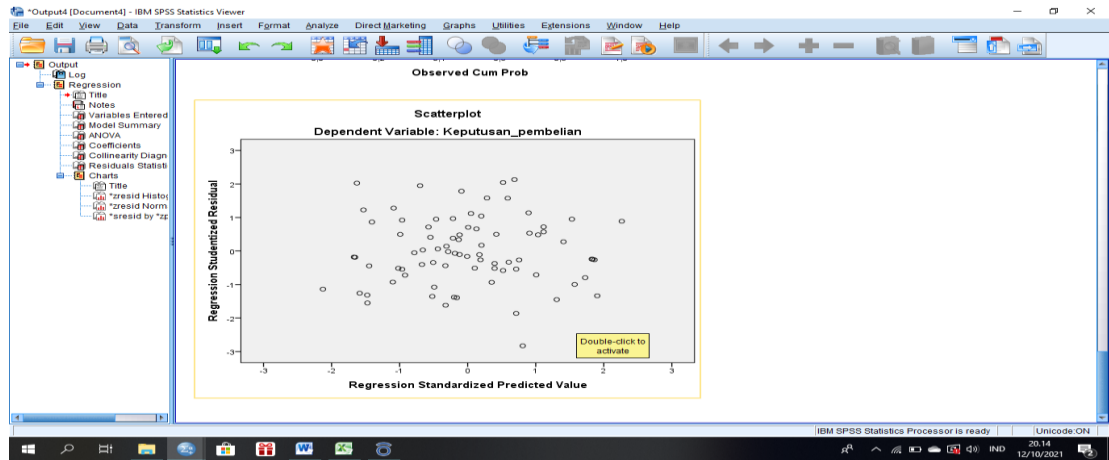 *Output4 [Document4] - IBM SPSS Statistics Viewer
File Edit View Data Transform Insert Format Analyze Direct Marketing Graphs Utilities Extensions Window Help
Output
Log
Regression
Title
Notes
Variables Entered
Model Summary
ANOVA
Coefficients
Collinearity Diagn
Residuals Statisti
Charts
Title
*zresid Histog
*zresid Norm
*sresid by *zp
Observed Cum Prob
Scatterplot
Dependent Variable: Keputusan_pembelian
Regression Studentized Residual
3
2
1
0
-1
-2
-3
-3 -2 -1 0 1 2 3
Regression Standardized Predicted Value
Double-click to
activate
IBM SPSS Statistics Processor is ready Unicode:ON
IND
20.14
12/10/2021